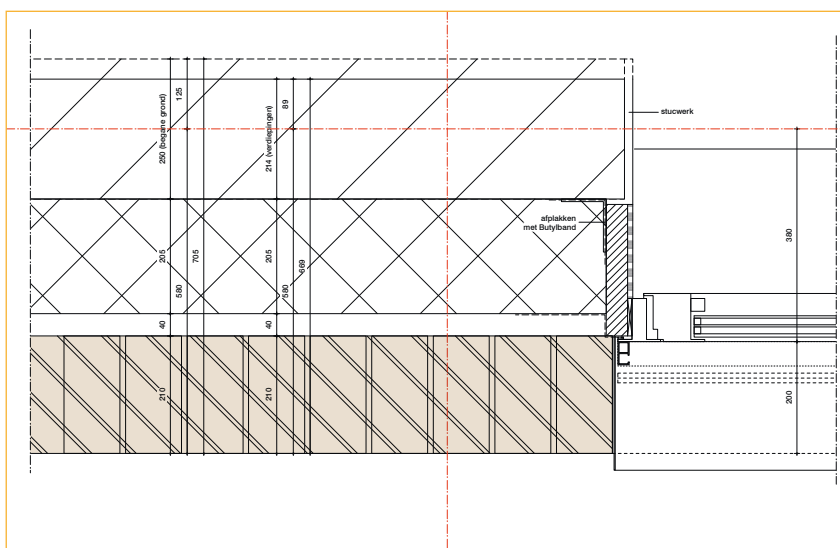 125
250 (begane grond)
89
214 (verdiepingen)
stucwerk
afplakken
met Butylband
205
580
705
205
580
669
380
40
40
210
210
200